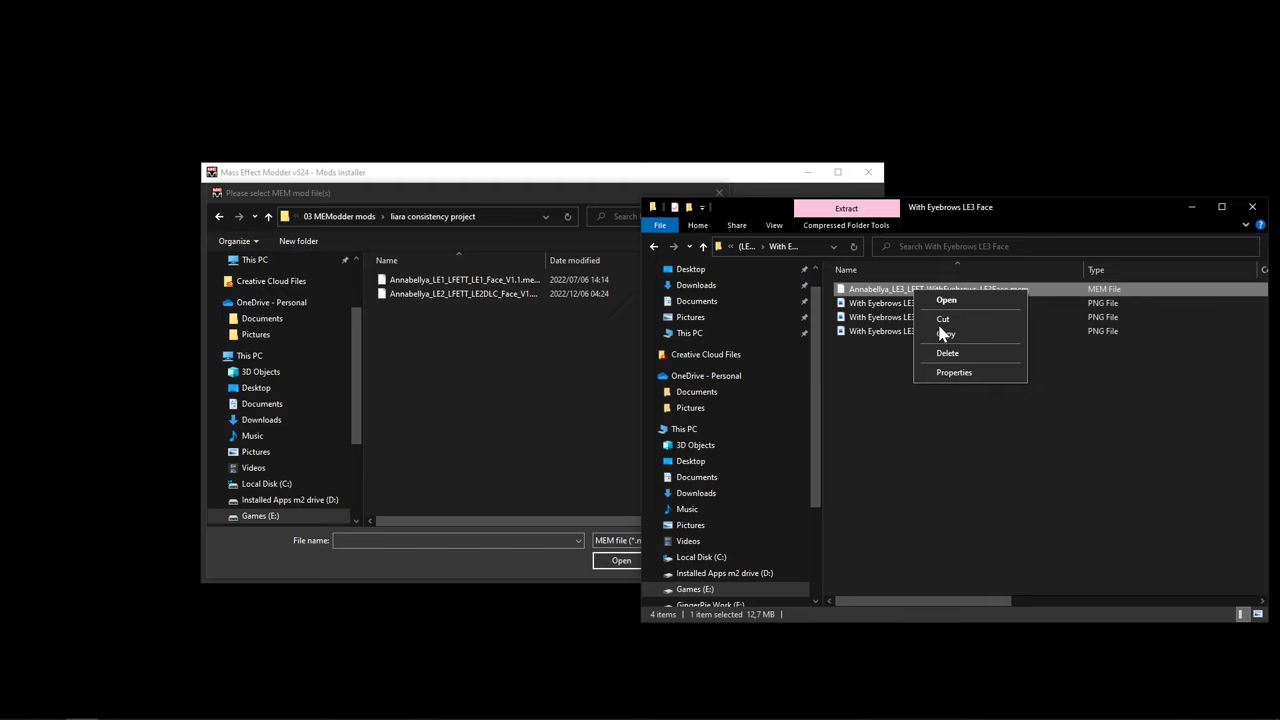 Mass Effect Modder v524 - Mods Installer
Please select MEM mod file(s)
03 MEModder mods
liara consistency project
Organize
New folder
Name
Date modified
This PC
Creative Cloud Files
OneDrive - Personal
Documents
Pictures
This PC
3D Objects
Desktop
Documents
Downloads
Music
Pictures
Videos
Local Disk (C:)
Installed Apps m2 drive (D:)
Games (E:)
Annabellya_LE1_LFETT_LE1_Face_V1.1.me...
2022/07/06 14:14
Annabellya_LE2_LFETT_LE2DLC_Face_V1....
2022/12/06 04:24
File name:
Open
Extract
With Eyebrows LE3 Face
File
Home
Share
View
Compressed Folder Tools
(LE...
With E...
Search With Eyebrows LE3 Face
Desktop
Downloads
Documents
Pictures
This PC
Creative Cloud Files
OneDrive - Personal
Documents
Pictures
This PC
3D Objects
Desktop
Documents
Downloads
Music
Pictures
Videos
Local Disk (C:)
Installed Apps m2 drive (D:)
Games (E:)
GingerPie Work (F:)
Name
Type
MEM File
With Eyebrows LE3
PNG File
With Eyebrows LE3
PNG File
With Eyebrows LE3
PNG File
Open
Cut
Delete
Properties
4 items
1 item selected 12,7 MB